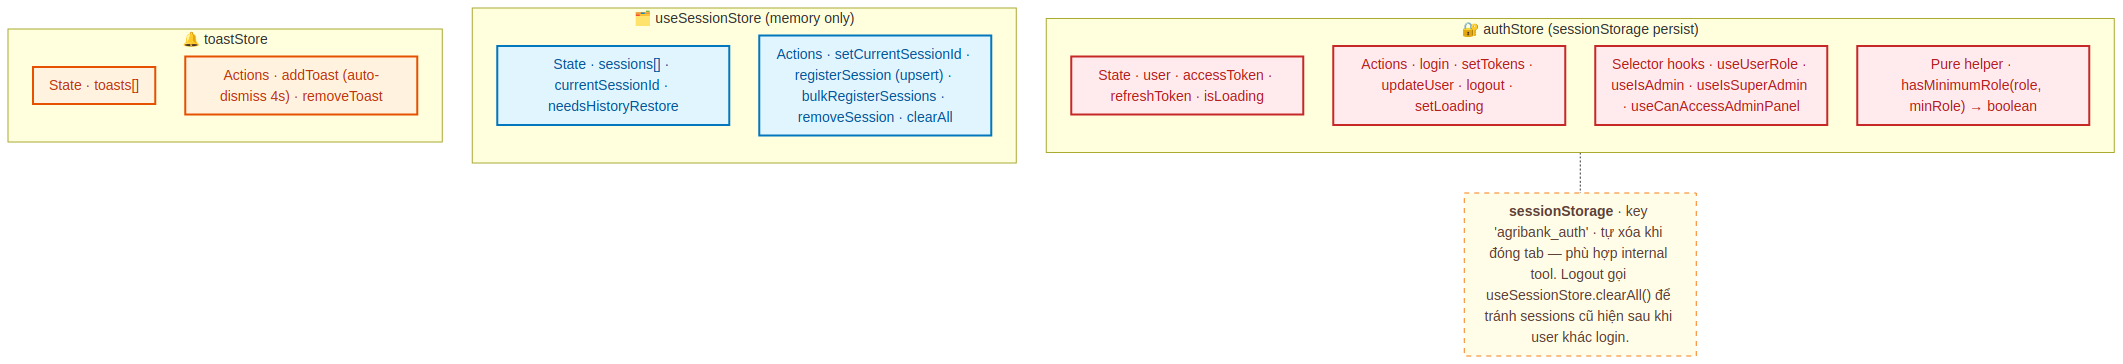 🔔 toastStore
State · toasts[]
Actions · addToast (auto-
dismiss 4s) · removeToast
🗂️ useSessionStore (memory only)
State · sessions[] ·
currentSessionId ·
needsHistoryRestore
Actions · setCurrentSessionId ·
registerSession (upsert) ·
bulkRegisterSessions ·
removeSession · clearAll
🔐 authStore (sessionStorage persist)
State · user · accessToken ·
refreshToken · isLoading
Actions · login · setTokens ·
updateUser · logout ·
setLoading
Selector hooks · useUserRole ·
useIsAdmin · useIsSuperAdmin
· useCanAccessAdminPanel
Pure helper ·
hasMinimumRole(role,
minRole) → boolean
sessionStorage · key
'agribank_auth' · tự xóa khi
đóng tab — phù hợp internal
tool. Logout gọi
useSessionStore.clearAll() để
tránh sessions cũ hiện sau khi
user khác login.